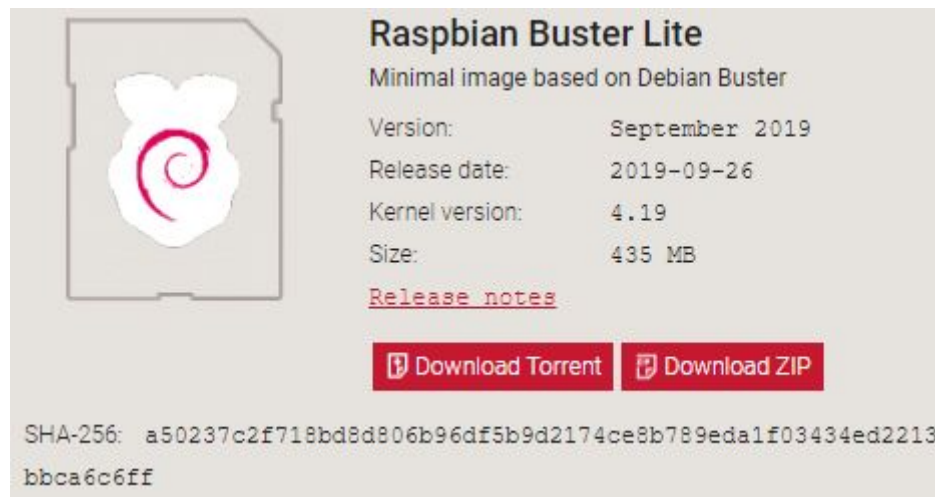 Raspbian Buster Lite
Minimal image based on Debian Buster
Version: September 2019
Release date: 2019-09-26
Kernel version: 4.19
Size: 435 MB
Release notes
Download Torrent Download ZIP
SHA-256: a50237c2f718bd8d806b96df5b9d2174ce8b789eda1f03434ed2213
bbca6c6ff